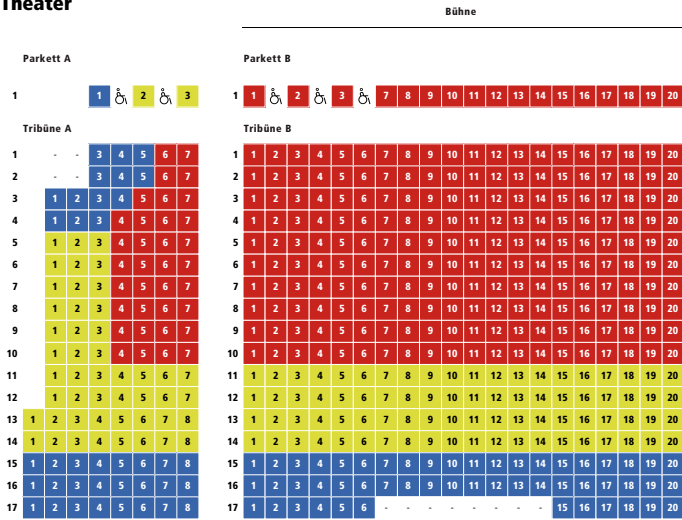 Theater
Bühne
Parkett A Parkett B
1 1 2 3 1 1 2 3 7 8 9 10 11 12 13 14 15 16 17 18 19 20
Tribüne A Tribüne B
1 - - 3 4 5 6 7 1 1 2 3 4 5 6 7 8 9 10 11 12 13 14 15 16 17 18 19 20
2 - - 3 4 5 6 7 2 1 2 3 4 5 6 7 8 9 10 11 12 13 14 15 16 17 18 19 20
3 1 2 3 4 5 6 7 3 1 2 3 4 5 6 7 8 9 10 11 12 13 14 15 16 17 18 19 20
4 1 2 3 4 5 6 7 4 1 2 3 4 5 6 7 8 9 10 11 12 13 14 15 16 17 18 19 20
5 1 2 3 4 5 6 7 5 1 2 3 4 5 6 7 8 9 10 11 12 13 14 15 16 17 18 19 20
6 1 2 3 4 5 6 7 6 1 2 3 4 5 6 7 8 9 10 11 12 13 14 15 16 17 18 19 20
7 1 2 3 4 5 6 7 7 1 2 3 4 5 6 7 8 9 10 11 12 13 14 15 16 17 18 19 20
8 1 2 3 4 5 6 7 8 1 2 3 4 5 6 7 8 9 10 11 12 13 14 15 16 17 18 19 20
9 1 2 3 4 5 6 7 9 1 2 3 4 5 6 7 8 9 10 11 12 13 14 15 16 17 18 19 20
10 1 2 3 4 5 6 7 10 1 2 3 4 5 6 7 8 9 10 11 12 13 14 15 16 17 18 19 20
11 1 2 3 4 5 6 7 11 1 2 3 4 5 6 7 8 9 10 11 12 13 14 15 16 17 18 19 20
12 1 2 3 4 5 6 7 12 1 2 3 4 5 6 7 8 9 10 11 12 13 14 15 16 17 18 19 20
13 1 2 3 4 5 6 7 8 13 1 2 3 4 5 6 7 8 9 10 11 12 13 14 15 16 17 18 19 20
14 1 2 3 4 5 6 7 8 14 1 2 3 4 5 6 7 8 9 10 11 12 13 14 15 16 17 18 19 20
15 1 2 3 4 5 6 7 8 15 1 2 3 4 5 6 7 8 9 10 11 12 13 14 15 16 17 18 19 20
16 1 2 3 4 5 6 7 8 16 1 2 3 4 5 6 7 8 9 10 11 12 13 14 15 16 17 18 19 20
17 1 2 3 4 5 6 7 8 17 1 2 3 4 5 6 - - - - - - - - 15 16 17 18 19 20